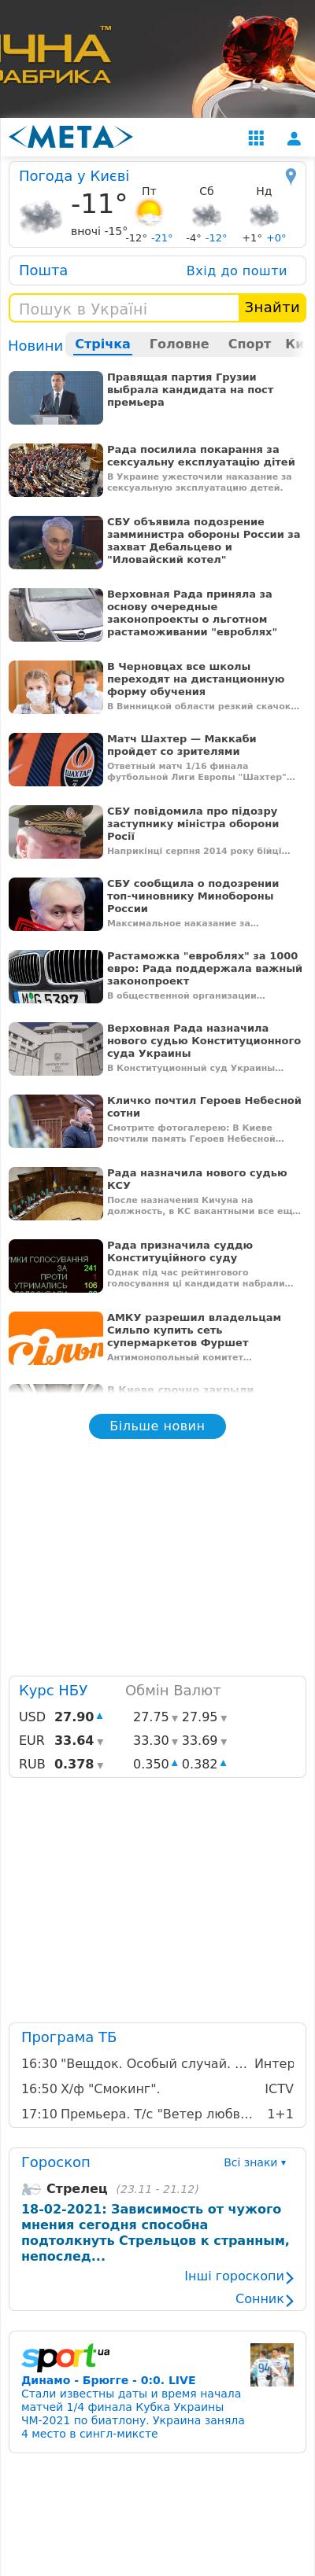 ФАБРИКА
<META>
Погода у Києві
-11°
вночі -15°
Пт
-12° -21°
Сб
-4° -12°
Нд
+1° +0°
Пошта
Вхід до пошти
Пошук в Україні
Знайти
Новини
Стрічка
Головне
Спорт
Правящая партия Грузии
выбрала кандидата на пост
премьера
Рада посилила покарання за
сексуальну експлуатацію дітей
В Украине ужесточили наказание за
сексуальную эксплуатацию детей.
СБУ объявила подозрение
замминистра обороны России за
захват Дебальцево и
"Иловайский котел"
Верховная Рада приняла за
основу очередные
законопроекты о льготном
растаможивании "евроблях"
В Черновцах все школы
переходят на дистанционную
форму обучения
В Винницкой области резкий скачок...
Матч Шахтер — Маккаби
пройдет со зрителями
Ответный матч 1/16 финала
футбольной Лиги Европы "Шахтер"...
ШАХТАР
СБУ повідомила про підозру
заступнику міністра оборони
Росії
Наприкінці серпня 2014 року бійці...
СБУ сообщила о подозрении
топ-чиновнику Минобороны
России
Максимальное наказание за...
Растаможка "евроблях" за 1000
евро: Рада поддержала важный
законопроект
В общественной организации...
Верховная Рада назначила
нового судью Конституционного
суда Украины
В Конституционный суд Украины...
Кличко почтил Героев Небесной
сотни
Смотрите фотогалерею: В Киеве
почтили память Героев Небесной...
Рада назначила нового судью
КСУ
После назначения Кичуна на
должность, в КС вакантными все ещ...
Рада призначила суддю
Конституційного суду
Однак під час рейтингового
голосування ці кандидати набрали...
ГОЛОСУВАННЯ
ЗА 241
ПРОТИ 1
УТРИМАЛИСЬ 106
АМКУ разрешил владельцам
Сильпо купить сеть
супермаркетов Фуршет
Антимонопольный комитет...
В Киеве срочно закрыли
Більше новин
Курс НБУ
Обмін Валют
USD 27.90 27.75 27.95
EUR 33.64 33.30 33.69
RUB 0.378 0.350 0.382
Програма ТБ
16:30 "Вещдок. Особый случай. ... Интер
16:50 Х/ф "Смокинг". ICTV
17:10 Премьера. Т/с "Ветер любв... 1+1
Гороскоп
Всі знаки
Стрелец (23.11 - 21.12)
18-02-2021: Зависимость от чужого
мнения сегодня способна
подтолкнуть Стрельцов к странным,
непослед...
Інші гороскопи
Сонник
sport.ua
Динамо - Брюгге - 0:0. LIVE
Стали известны даты и время начала
матчей 1/4 финала Кубка Украины
ЧМ-2021 по биатлону. Украина заняла
4 место в сингл-миксте